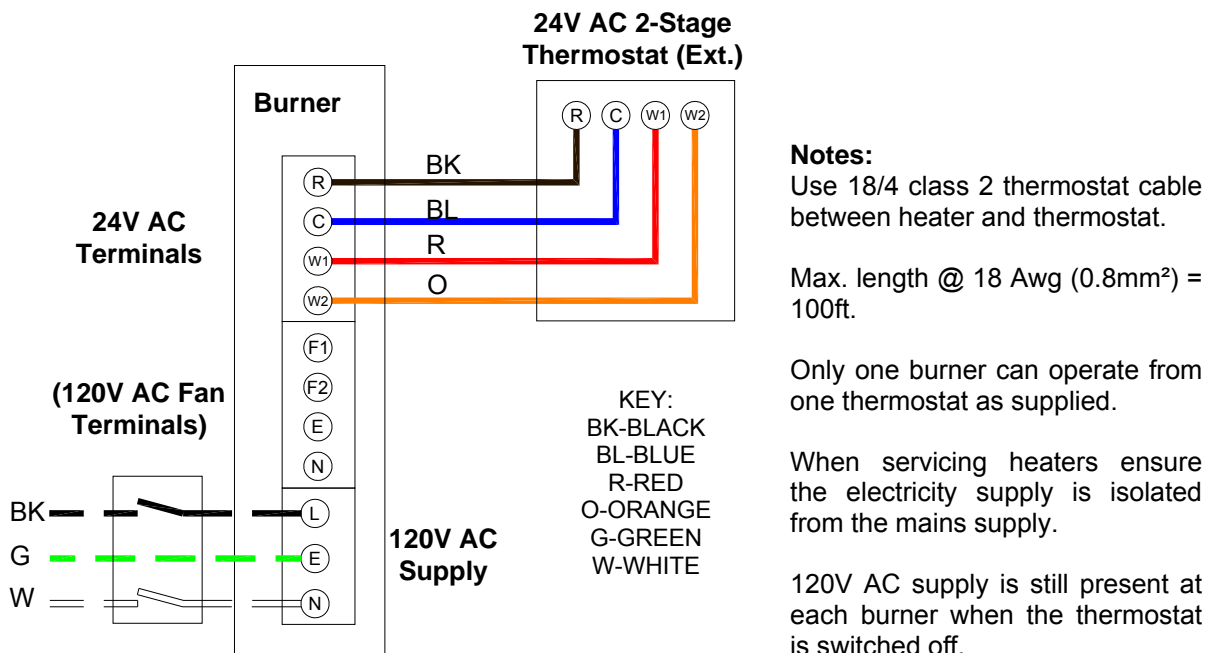 24V AC 2-Stage
Thermostat (Ext.)
Burner
R C W1 W2
R
BK
C
BL
W1
R
W2
O
24V AC
Terminals
F1
F2
E
N
(120V AC Fan
Terminals)
BK
L
G
E
W
N
120V AC
Supply
KEY:
BK-BLACK
BL-BLUE
R-RED
O-ORANGE
G-GREEN
W-WHITE
Notes:
Use 18/4 class 2 thermostat cable
between heater and thermostat.
Max. length @ 18 Awg (0.8mm²) =
100ft.
Only one burner can operate from
one thermostat as supplied.
When servicing heaters ensure
the electricity supply is isolated
from the mains supply.
120V AC supply is still present at
each burner when the thermostat
is switched off.